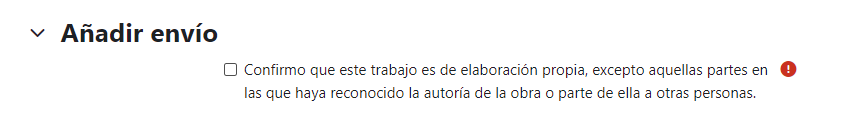 Añadir envío
Confirmo que este trabajo es de elaboración propia, excepto aquellas partes en
las que haya reconocido la autoría de la obra o parte de ella a otras personas.